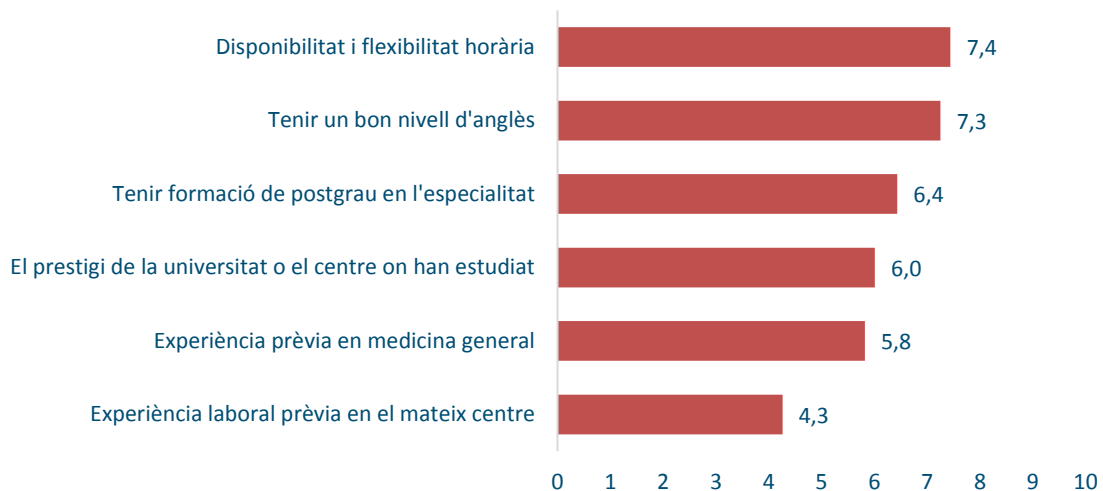 Disponibilitat i flexibilitat horària 7,4
Tenir un bon nivell d'anglès 7,3
Tenir formació de postgrau en l'especialitat 6,4
El prestigi de la universitat o el centre on han estudiat 6,0
Experiència prèvia en medicina general 5,8
Experiència laboral prèvia en el mateix centre 4,3
0 1 2 3 4 5 6 7 8 9 10